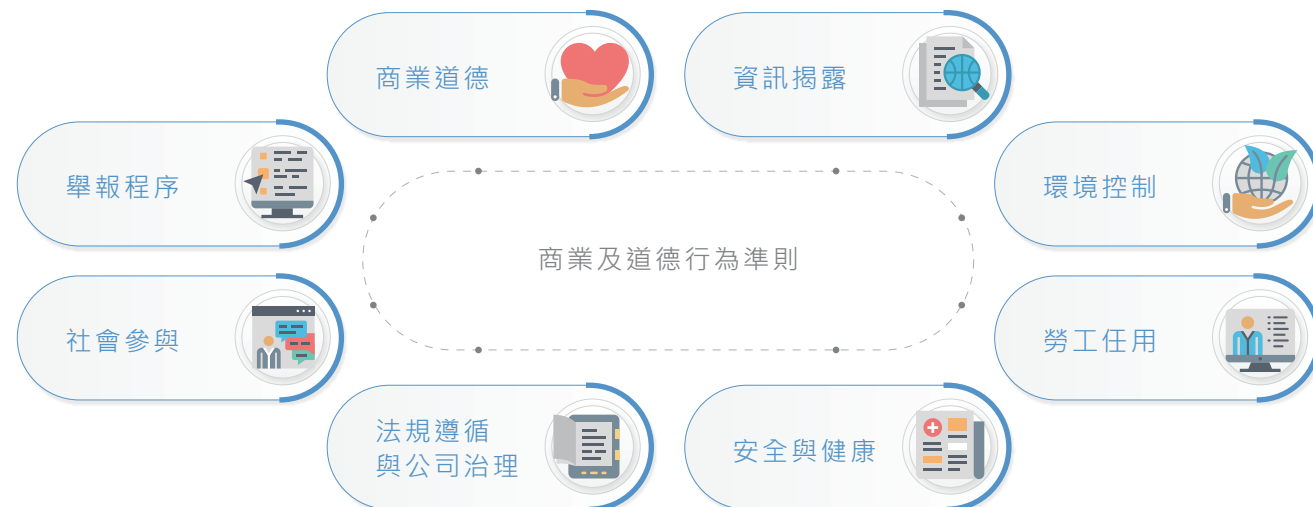 商業道德
資訊揭露
舉報程序
環境控制
商業及道德行為準則
社會參與
勞工任用
法規遵循
與公司治理
安全與健康